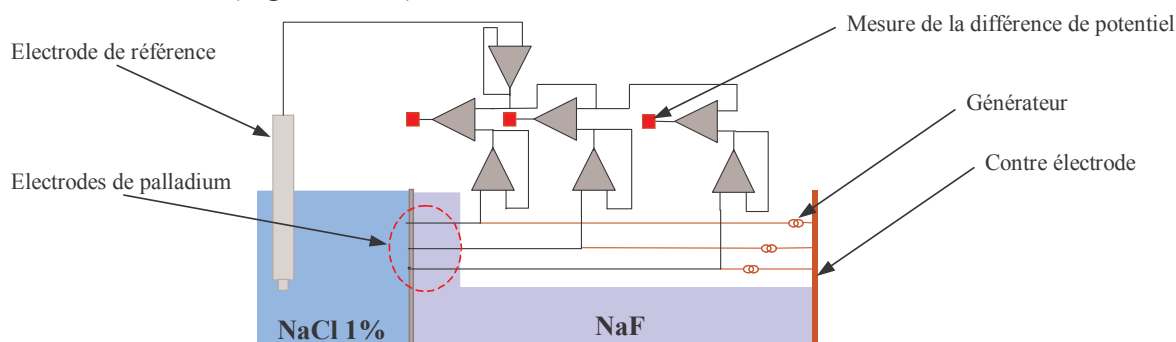 Mesure de la différence de potentiel
Electrode de référence
Générateur
Contre électrode
Electrodes de palladium
NaCl 1%
NaF